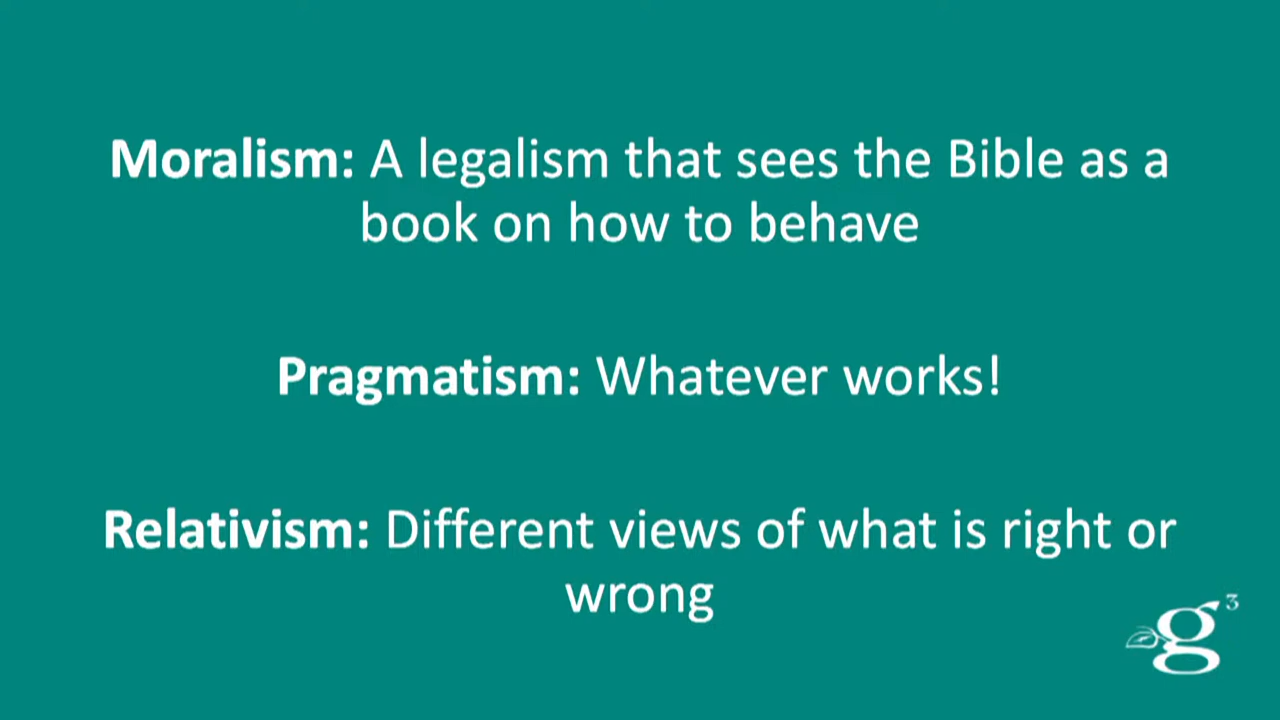 Moralism: A legalism that sees the Bible as a
book on how to behave
Pragmatism: Whatever works!
Relativism: Different views of what is right or
wrong
g3